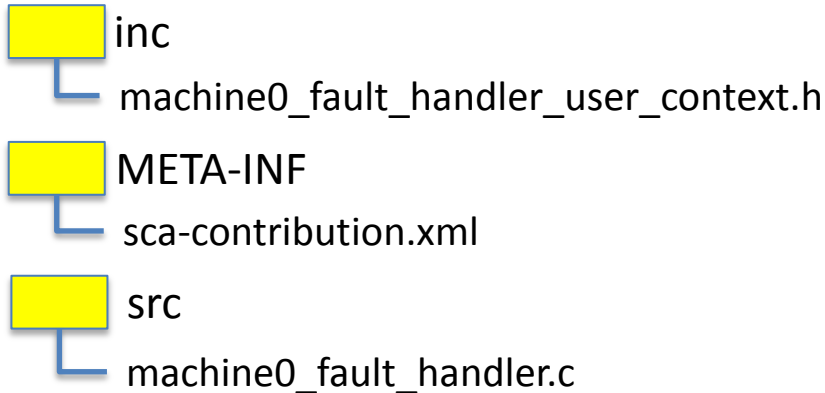 inc
machine0_fault_handler_user_context.h
META-INF
sca-contribution.xml
src
machine0_fault_handler.c